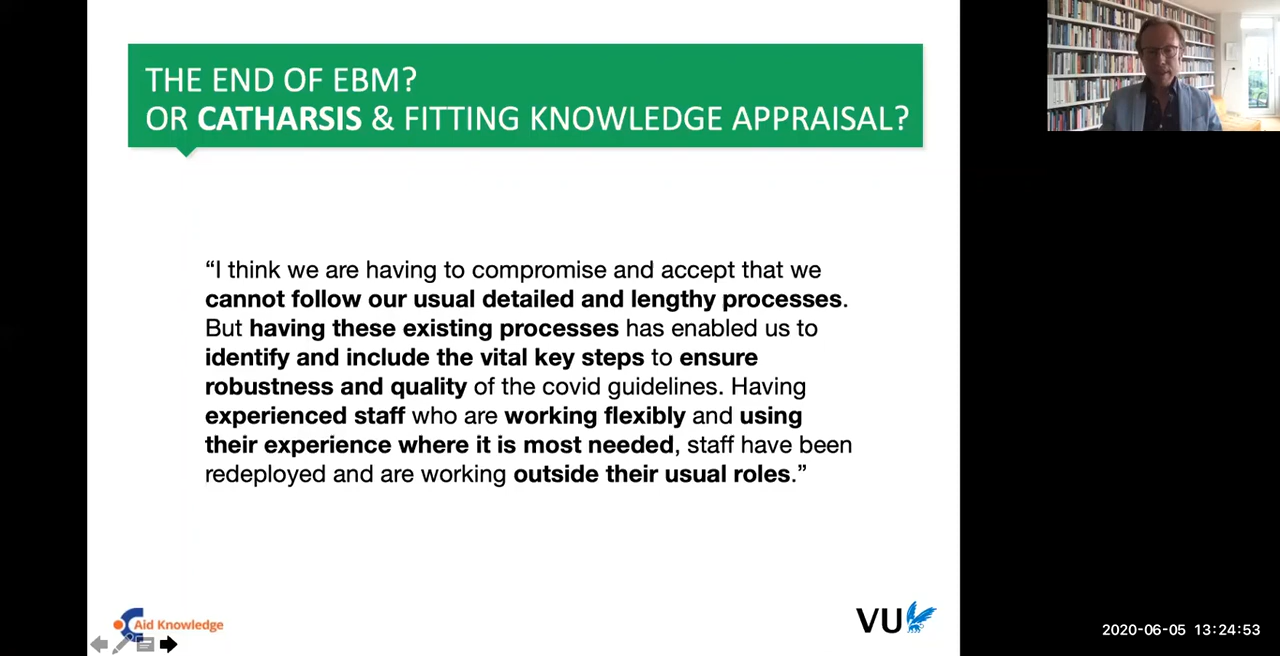 THE END OF EBM?
OR CATHARSIS & FITTING KNOWLEDGE APPRAISAL?
“I think we are having to compromise and accept that we
cannot follow our usual detailed and lengthy processes.
But having these existing processes has enabled us to
identify and include the vital key steps to ensure
robustness and quality of the covid guidelines. Having
experienced staff who are working flexibly and using
their experience where it is most needed, staff have been
redeployed and are working outside their usual roles.”
Aid Knowledge
VU
2020-06-05 13:24:53